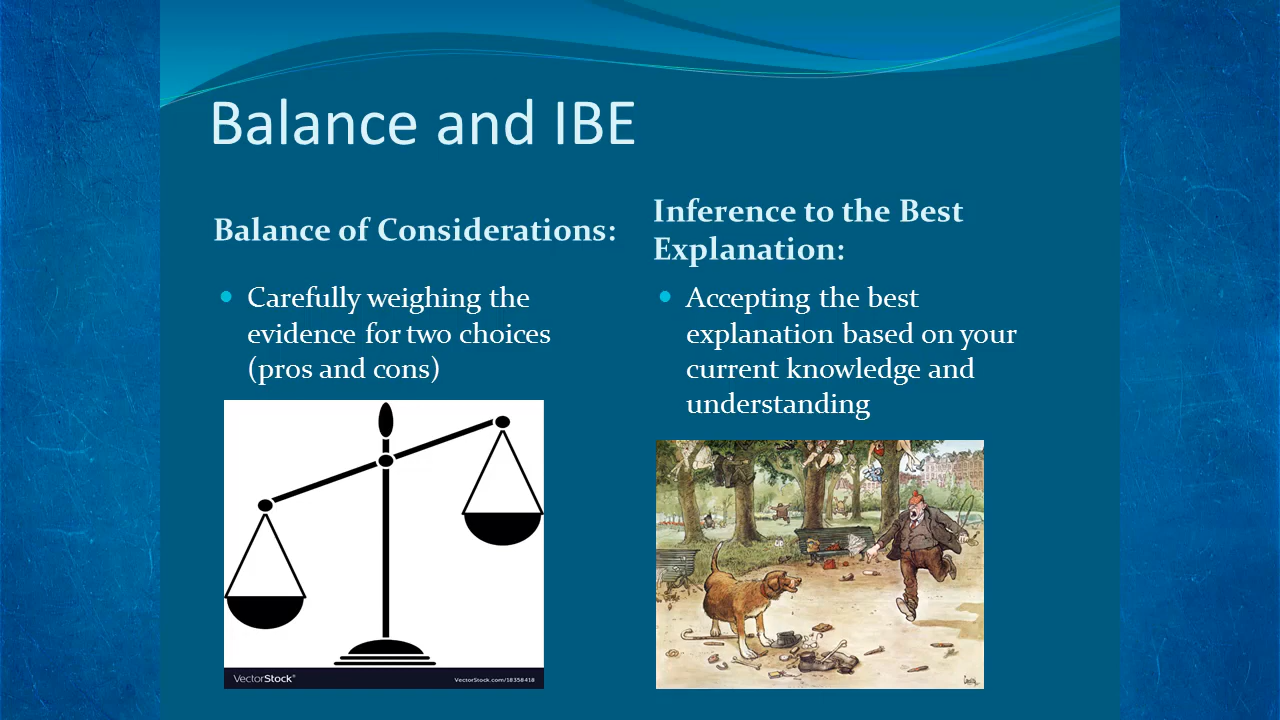 Balance and IBE
Balance of Considerations:
Carefully weighing the
evidence for two choices
(pros and cons)
VectorStock®
VectorStock.com/18358418
Inference to the Best
Explanation:
Accepting the best
explanation based on your
current knowledge and
understanding